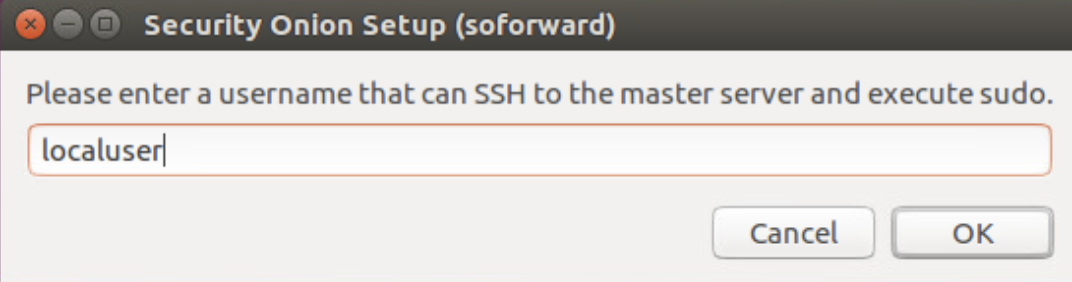 Security Onion Setup (soforward)
Please enter a username that can SSH to the master server and execute sudo.
localuser
Cancel OK